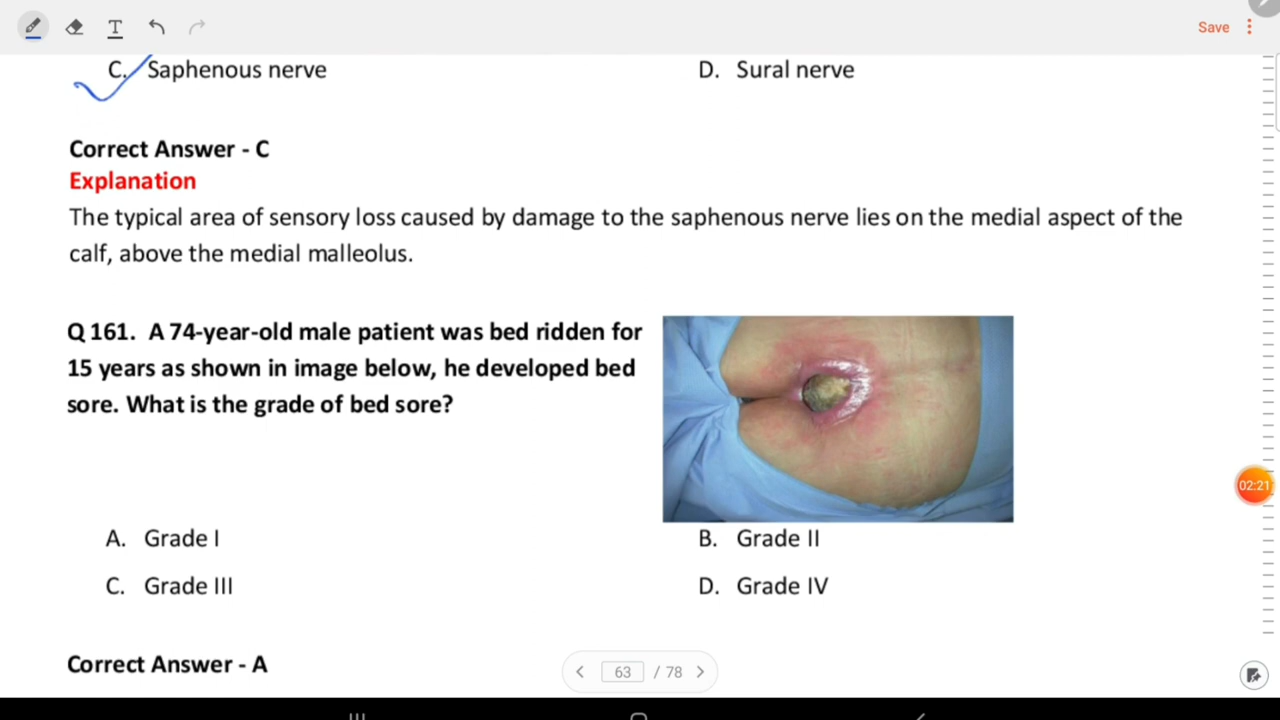 T
Save
C. Saphenous nerve
D. Sural nerve
Correct Answer - C
Explanation
The typical area of sensory loss caused by damage to the saphenous nerve lies on the medial aspect of the
calf, above the medial malleolus.
Q 161. A 74-year-old male patient was bed ridden for
15 years as shown in image below, he developed bed
sore. What is the grade of bed sore?
A. Grade I
B. Grade II
C. Grade III
D. Grade IV
Correct Answer - A
63 / 78
02:21